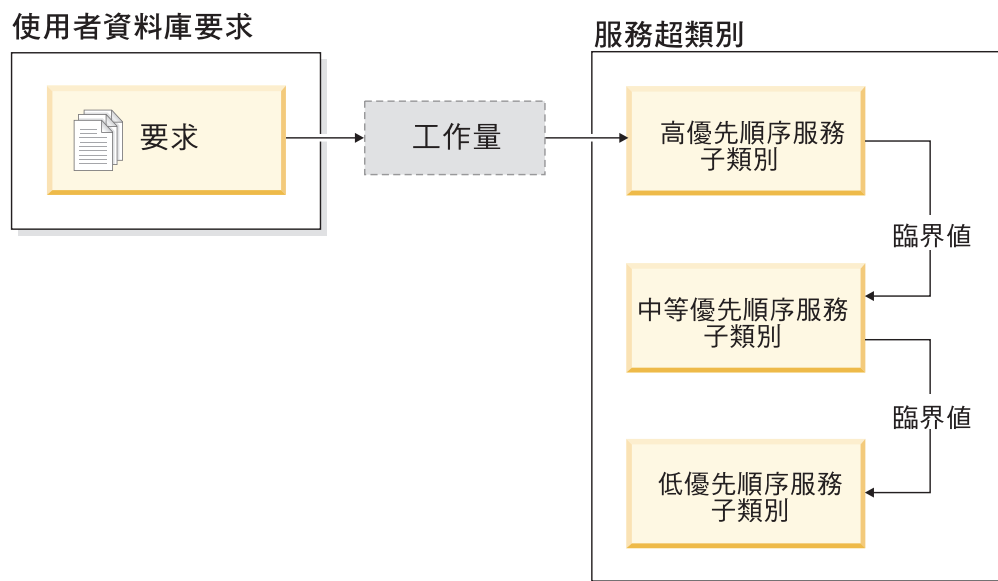 使用者資料庫要求
要求
工作量
服務超類別
高優先順序服務
子類別
臨界值
中等優先順序服務
子類別
臨界值
低優先順序服務
子類別